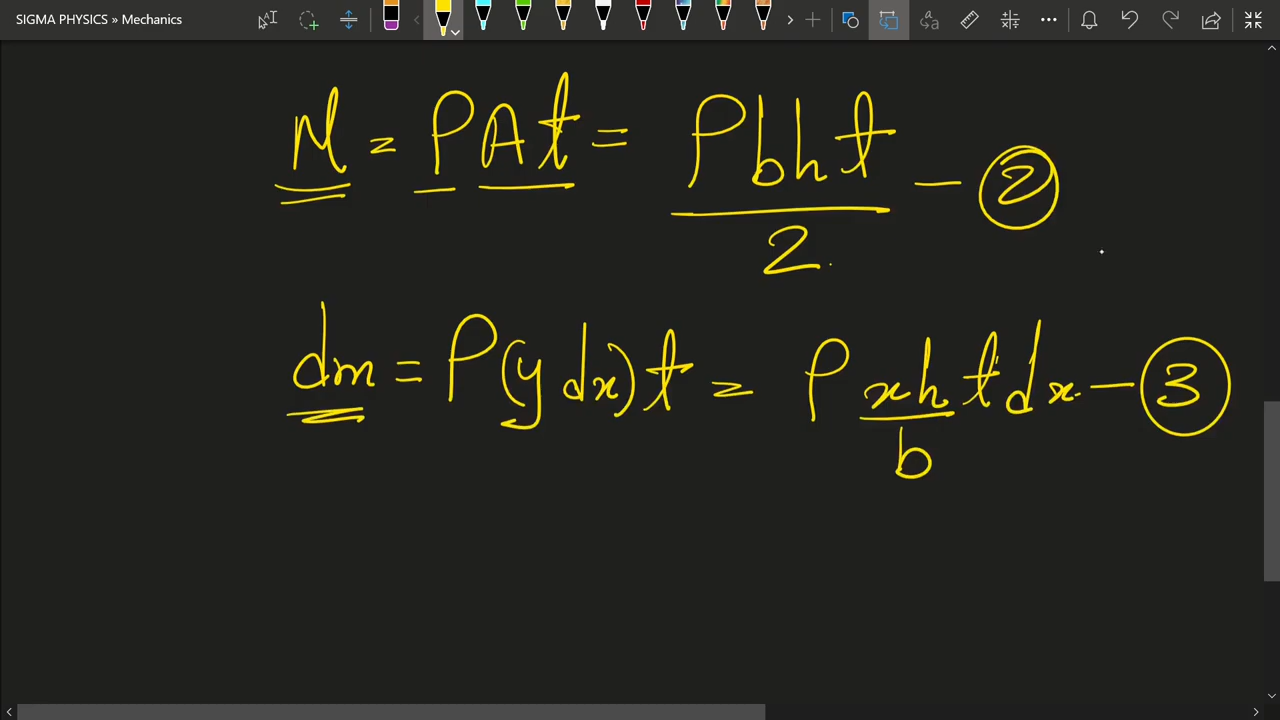 SIGMA PHYSICS » Mechanics
M = ρAt = ρbht/2 - ②
dm = ρ(y dx)t = ρ xh/b t dx - ③